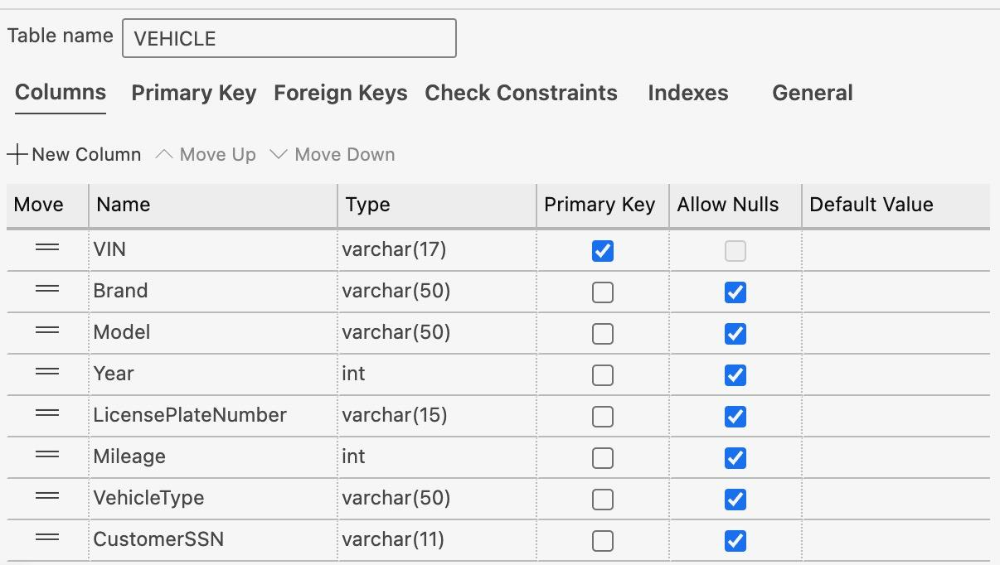 Table name VEHICLE
Columns Primary Key Foreign Keys Check Constraints Indexes General
New Column Move Up Move Down
Move Name Type Primary Key Allow Nulls Default Value
VIN varchar(17)
Brand varchar(50)
Model varchar(50)
Year int
LicensePlateNumber varchar(15)
Mileage int
VehicleType varchar(50)
CustomerSSN varchar(11)